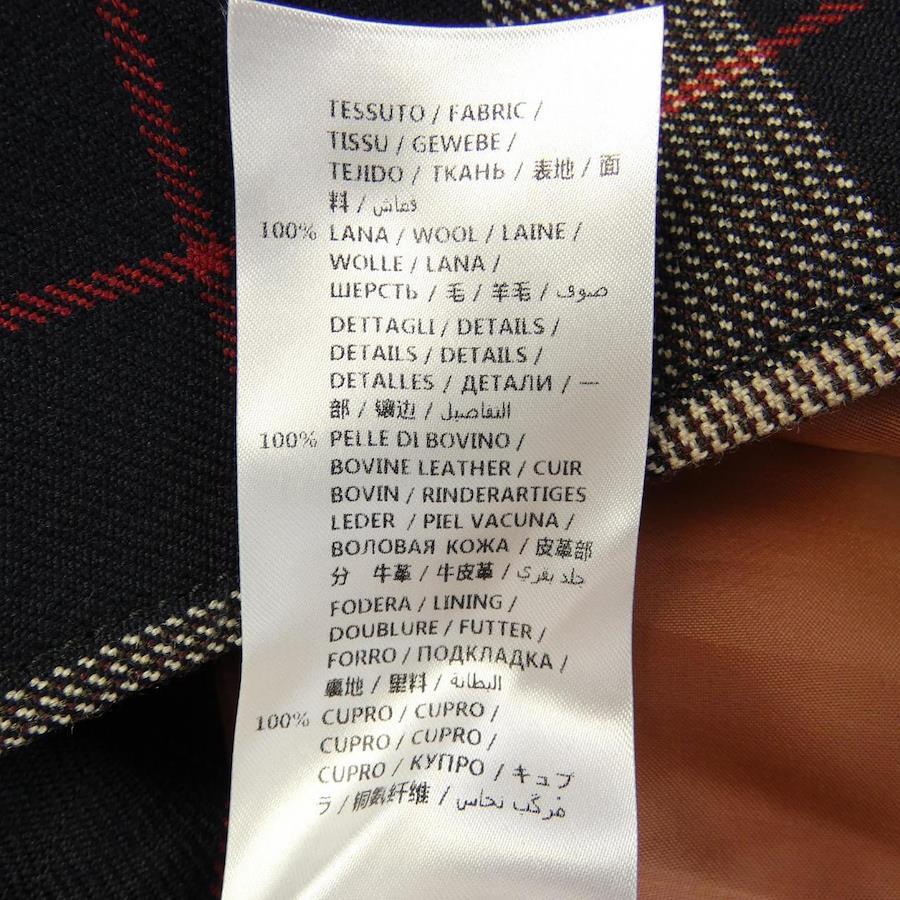 TESSUTO / FABRIC /
TISSU / GEWEBE /
TEJIDO / ТКАНЬ / 表地 / 面
料 / قماش
100% LANA / WOOL / LAINE /
WOLLE / LANA /
ШЕРСТЬ / 毛 / 羊毛 / صوف
DETTAGLI / DETAILS /
DETAILS / DETAILS /
DETALLES / ДЕТАЛИ / 一
部 / 镶边 / التفاصيل
100% PELLE DI BOVINO /
BOVINE LEATHER / CUIR
BOVIN / RINDERARTIGES
LEDER / PIEL VACUNA /
ВОЛОВАЯ КОЖА / 皮革部
分 牛革 / 牛皮革 / جلد بقري
FODERA / LINING /
DOUBLURE / FUTTER /
FORRO / ПОДКЛАДКА /
裏地 / 里料 / البطانة
100% CUPRO / CUPRO /
CUPRO / CUPRO /
CUPRO / КУПРО / キュプ
ラ / 铜氨纤维 / مركب نحاس